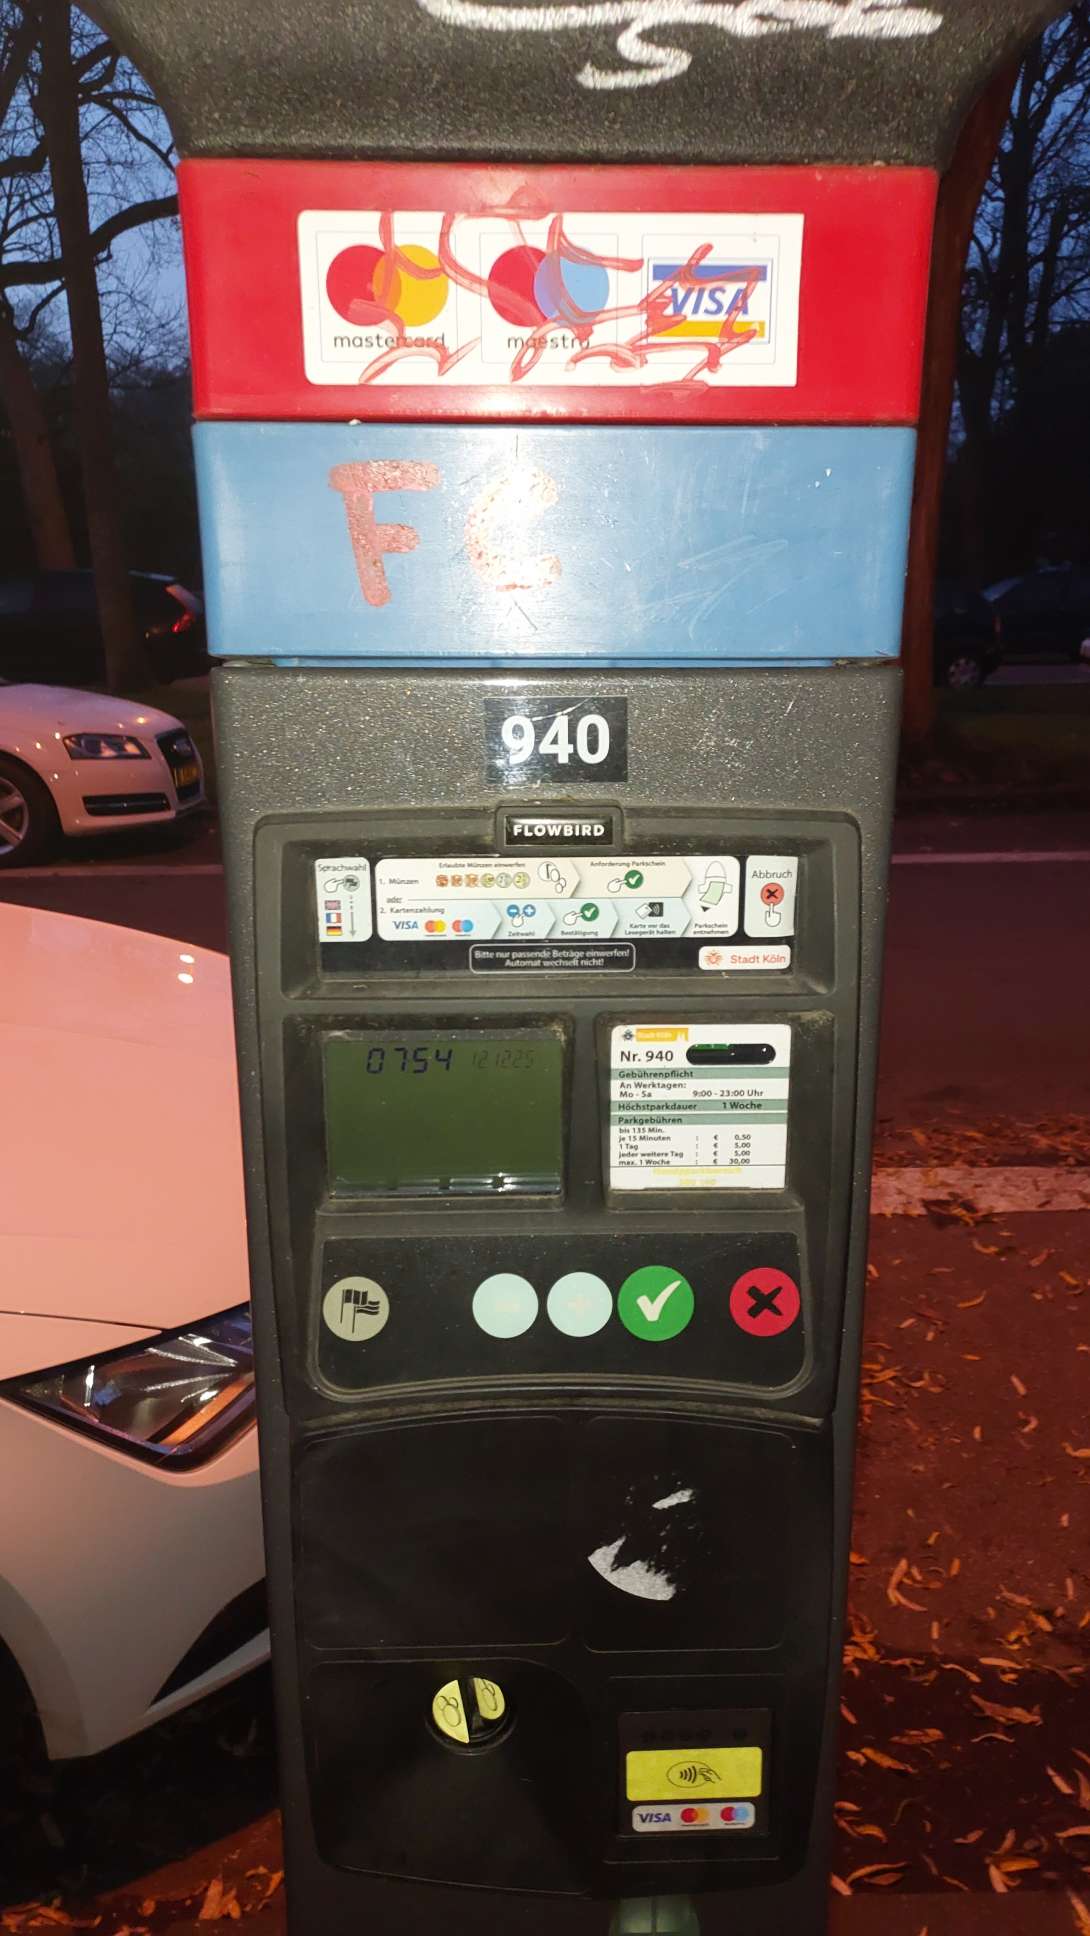 mastercard
maestro
VISA
FC
940
FLOWBIRD
Sprachwahl
Erlaubte Münzen einwerfen
Anforderung Parkschein
1. Münzen
oder
2. Kartenzahlung
VISA
Zeitwahl
Bestätigung
Karte vor das
Lesegerät halten
Parkschein
entnehmen
Abbruch
Bitte nur passende Beträge einwerfen!
Automat wechselt nicht!
Stadt Köln
0754 121225
Stadt Köln
Nr. 940
Gebührenpflicht
An Werktagen:
Mo - Sa 9:00 - 23:00 Uhr
Höchstparkdauer 1 Woche
Parkgebühren
bis 135 Min.
je 15 Minuten : € 0,50
1 Tag : € 5,00
jeder weitere Tag : € 5,00
max. 1 Woche : € 30,00
Handyparkbereich
VISA